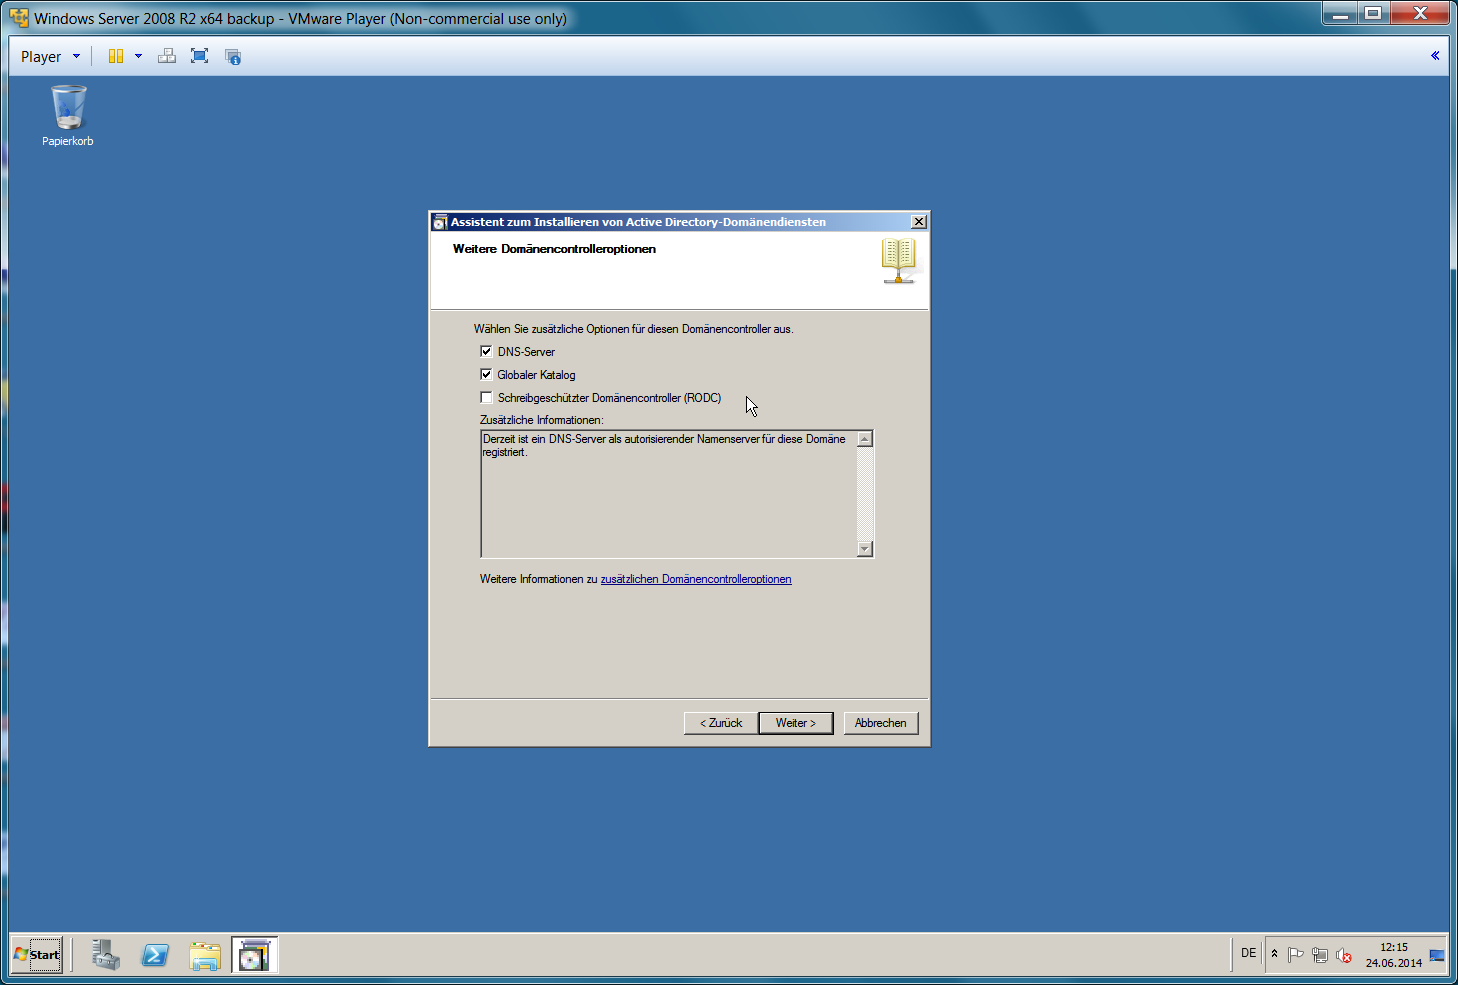 Windows Server 2008 R2 x64 backup - VMware Player (Non-commercial use only)
Player
Papierkorb
Assistent zum Installieren von Active Directory-Domänendiensten
Weitere Domänencontrolleroptionen
Wählen Sie zusätzliche Optionen für diesen Domänencontroller aus.
DNS-Server
Globaler Katalog
Schreibgeschützter Domänencontroller (RODC)
Zusätzliche Informationen:
Derzeit ist ein DNS-Server als autorisierender Namenserver für diese Domäne
registriert.
Weitere Informationen zu zusätzlichen Domänencontrolleroptionen
< Zurück
Weiter >
Abbrechen
Start
DE
12:15
24.06.2014